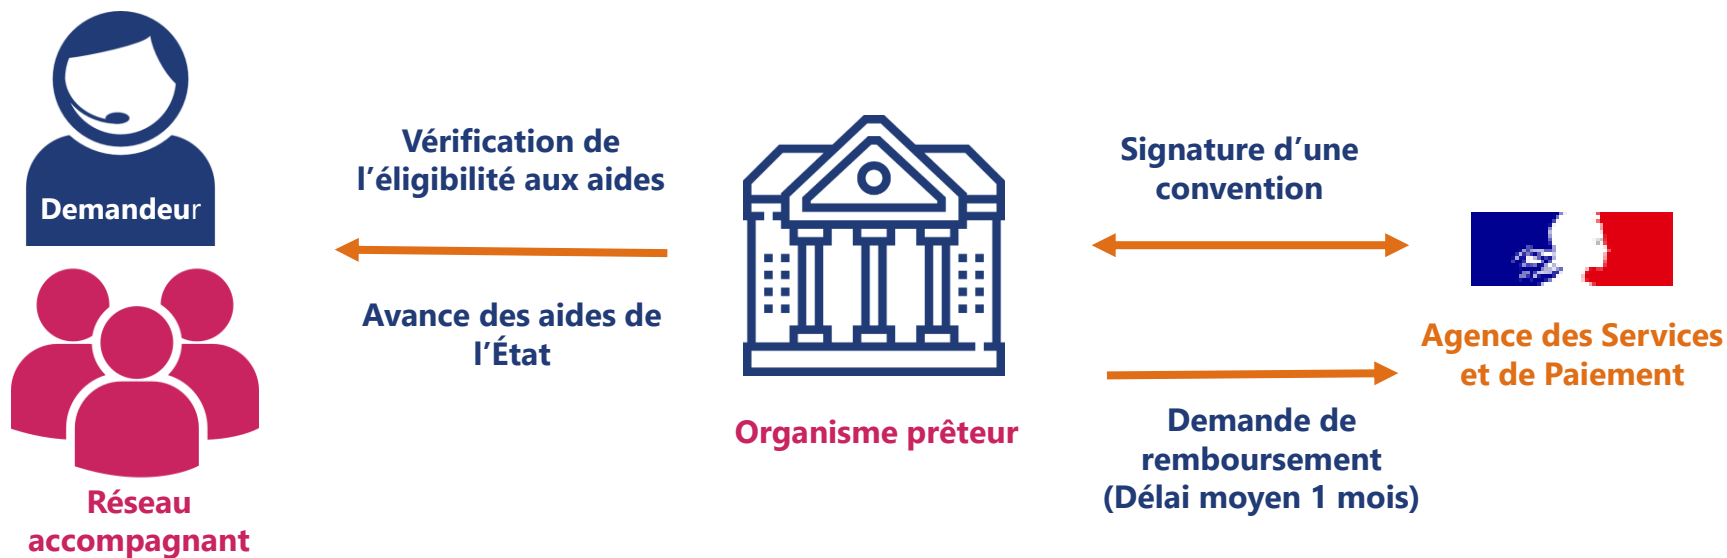 Demandeur
Réseau
accompagnant
Vérification de
l’éligibilité aux aides
Avance des aides de
l’État
Organisme prêteur
Signature d’une
convention
Demande de
remboursement
(Délai moyen 1 mois)
Agence des Services
et de Paiement